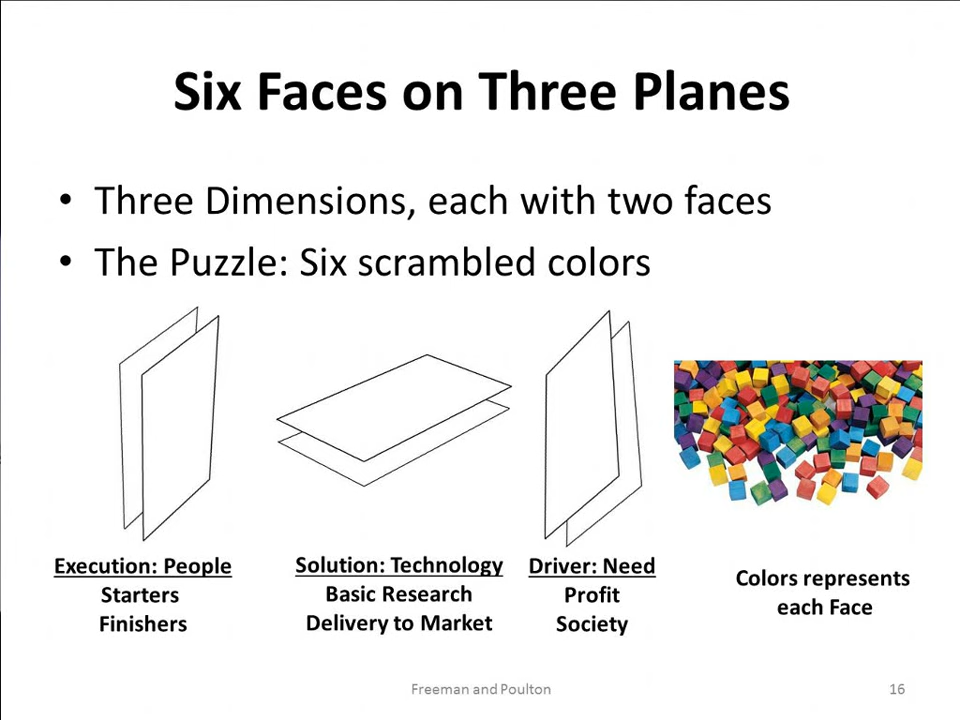 Six Faces on Three Planes
• Three Dimensions, each with two faces
• The Puzzle: Six scrambled colors
Execution: People
Starters
Finishers
Solution: Technology
Basic Research
Delivery to Market
Driver: Need
Profit
Society
Colors represents
each Face
Freeman and Poulton
16